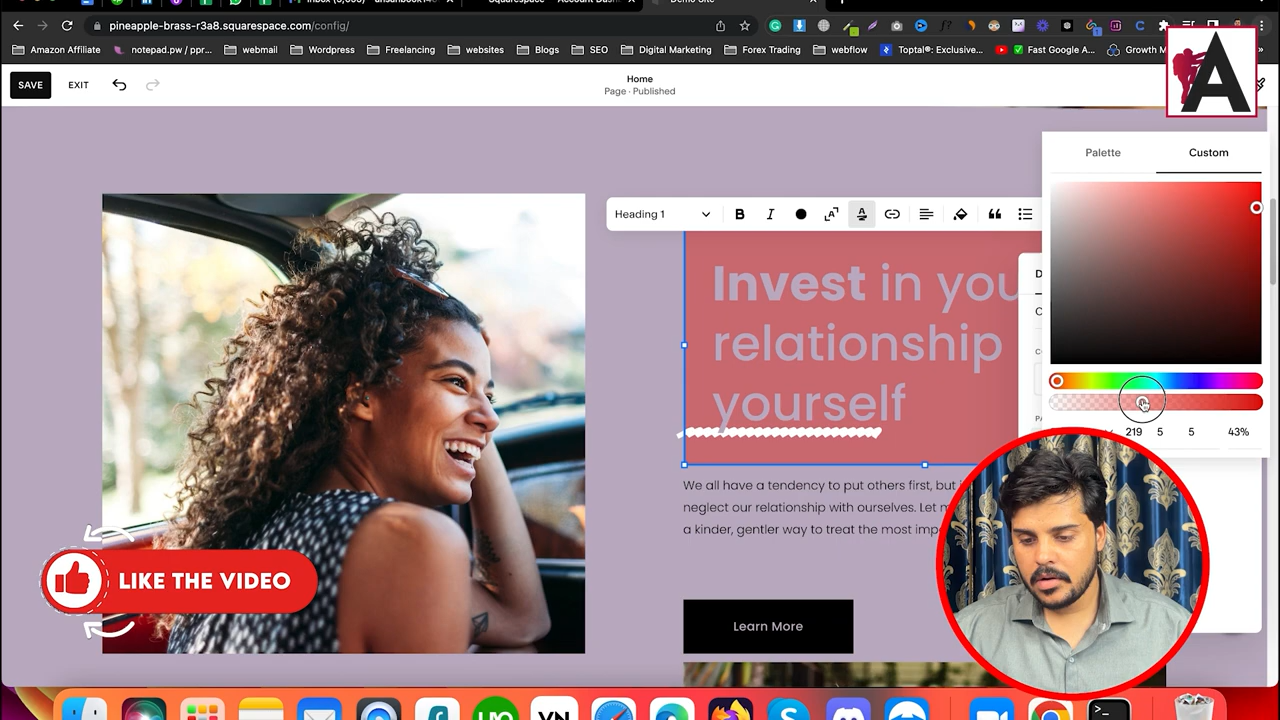 pineapple-brass-r3a8.squarespace.com/config/
Amazon Affiliate
notepad.pw / ppr...
webmail
Wordpress
Freelancing
websites
Blogs
SEO
Digital Marketing
Forex Trading
webflow
Toptal®: Exclusive...
Fast Google A...
Growth M
SAVE
EXIT
Home
Page · Published
A
Palette
Custom
Heading 1
B
I
Invest in you
relationship
yourself
219
5
5
43%
We all have a tendency to put others first, but
neglect our relationship with ourselves. Let
a kinder, gentler way to treat the most
Learn More
LIKE THE VIDEO